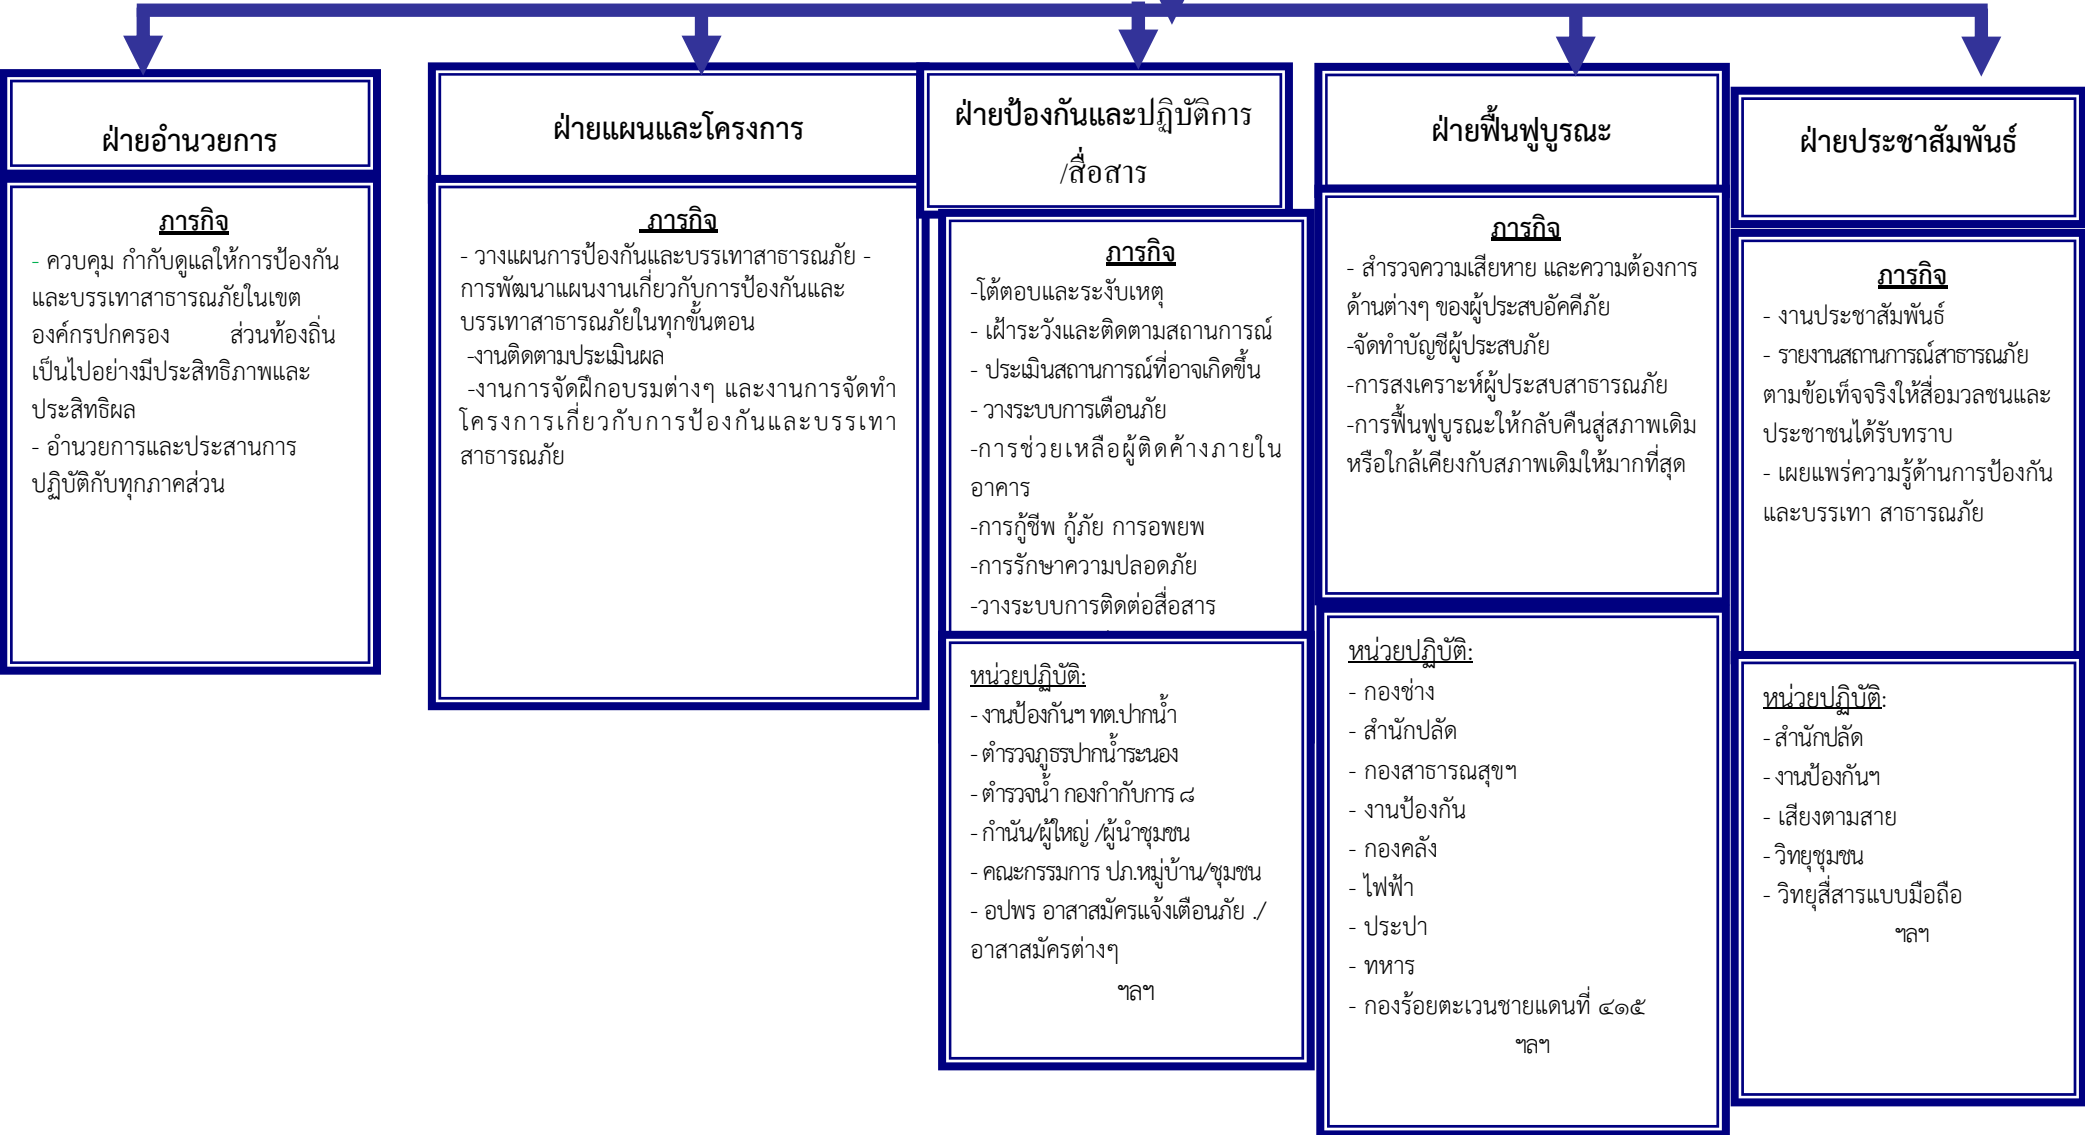 ฝ่ายอำนวยการ
ภารกิจ
- ควบคุม กำกับดูแลให้การป้องกัน
และบรรเทาสาธารณภัยในเขต
องค์กรปกครอง ส่วนท้องถิ่น
เป็นไปอย่างมีประสิทธิภาพและ
ประสิทธิผล
- อำนวยการและประสานการ
ปฏิบัติกับทุกภาคส่วน
ฝ่ายแผนและโครงการ
ภารกิจ
- วางแผนการป้องกันและบรรเทาสาธารณภัย -
การพัฒนาแผนงานเกี่ยวกับการป้องกันและ
บรรเทาสาธารณภัยในทุกขั้นตอน
-งานติดตามประเมินผล
-งานการจัดฝึกอบรมต่างๆ และงานการจัดทำ
โครงการเกี่ยวกับการป้องกันและบรรเทา
สาธารณภัย
ฝ่ายป้องกันและปฏิบัติการ
/สื่อสาร
ภารกิจ
-โต้ตอบและระงับเหตุ
- เฝ้าระวังและติดตามสถานการณ์
- ประเมินสถานการณ์ที่อาจเกิดขึ้น
- วางระบบการเตือนภัย
-การช่วยเหลือผู้ติดค้างภายใน
อาคาร
-การกู้ชีพ กู้ภัย การอพยพ
-การรักษาความปลอดภัย
-วางระบบการติดต่อสื่อสาร
หน่วยปฏิบัติ:
- งานป้องกันฯ ทต.ปากน้ำ
- ตำรวจภูธรปากน้ำระนอง
- ตำรวจน้ำ กองกำกับการ ๘
- กำนัน/ผู้ใหญ่ /ผู้นำชุมชน
- คณะกรรมการ ปภ.หมู่บ้าน/ชุมชน
- อปพร อาสาสมัครแจ้งเตือนภัย ./
อาสาสมัครต่างๆ
ฯลฯ
ฝ่ายฟื้นฟูบูรณะ
ภารกิจ
- สำรวจความเสียหาย และความต้องการ
ด้านต่างๆ ของผู้ประสบอัคคีภัย
-จัดทำบัญชีผู้ประสบภัย
-การสงเคราะห์ผู้ประสบสาธารณภัย
-การฟื้นฟูบูรณะให้กลับคืนสู่สภาพเดิม
หรือใกล้เคียงกับสภาพเดิมให้มากที่สุด
หน่วยปฏิบัติ:
- กองช่าง
- สำนักปลัด
- กองสาธารณสุขฯ
- งานป้องกัน
- กองคลัง
- ไฟฟ้า
- ประปา
- ทหาร
- กองร้อยตะเวนชายแดนที่ ๔๑๕
ฯลฯ
ฝ่ายประชาสัมพันธ์
ภารกิจ
- งานประชาสัมพันธ์
- รายงานสถานการณ์สาธารณภัย
ตามข้อเท็จจริงให้สื่อมวลชนและ
ประชาชนได้รับทราบ
- เผยแพร่ความรู้ด้านการป้องกัน
และบรรเทา สาธารณภัย
หน่วยปฏิบัติ:
- สำนักปลัด
- งานป้องกันฯ
- เสียงตามสาย
- วิทยุชุมชน
- วิทยุสื่สารแบบมือถือ
ฯลฯ